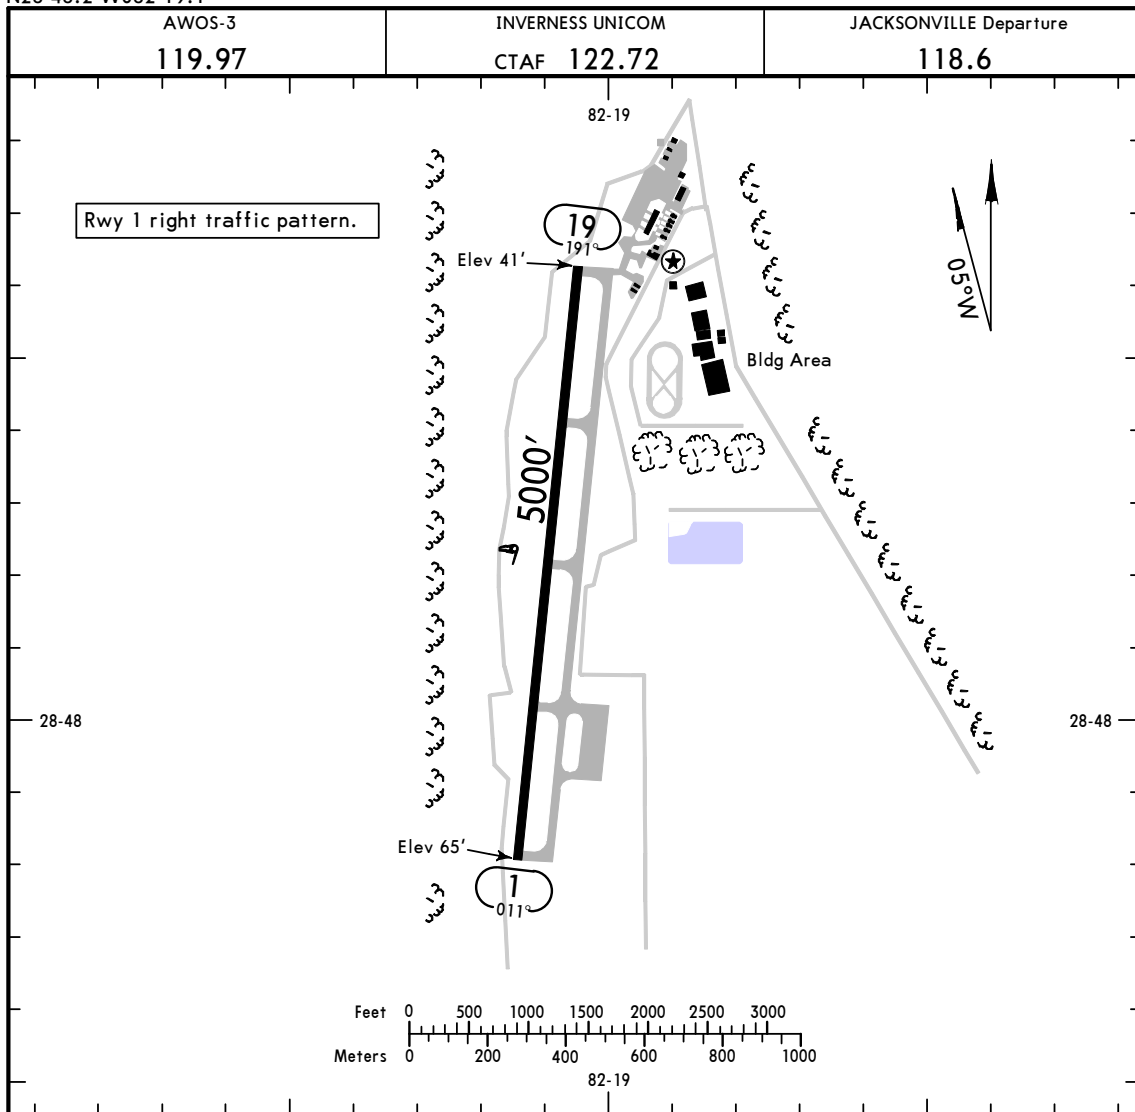 AWOS-3
119.97
INVERNESS UNICOM
CTAF 122.72
JACKSONVILLE Departure
118.6
82-19
Rwy 1 right traffic pattern.
19
191°
Elev 41'
05°W
Bldg Area
5000'
28-48
28-48
Elev 65'
1
011°
Feet 0 500 1000 1500 2000 2500 3000
Meters 0 200 400 600 800 1000
82-19